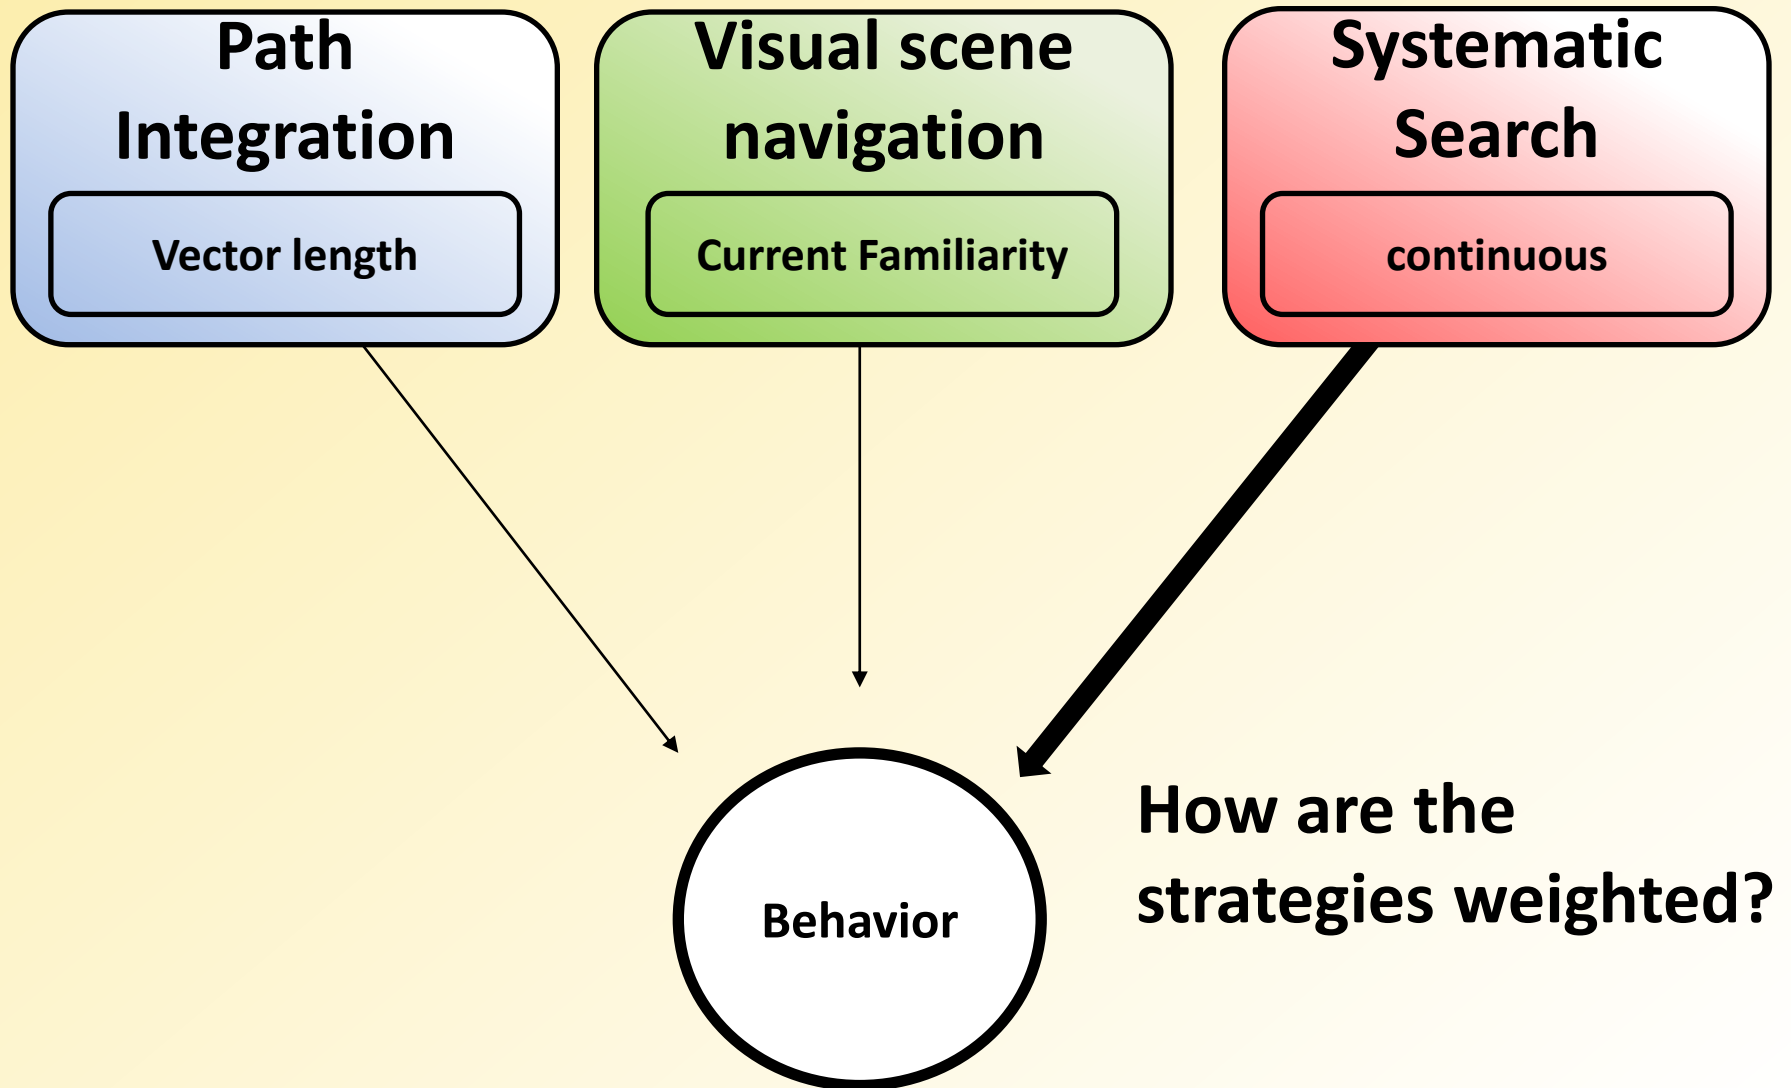 Path
Integration
Vector length
Visual scene
navigation
Current Familiarity
Systematic
Search
continuous
Behavior
How are the
strategies weighted?